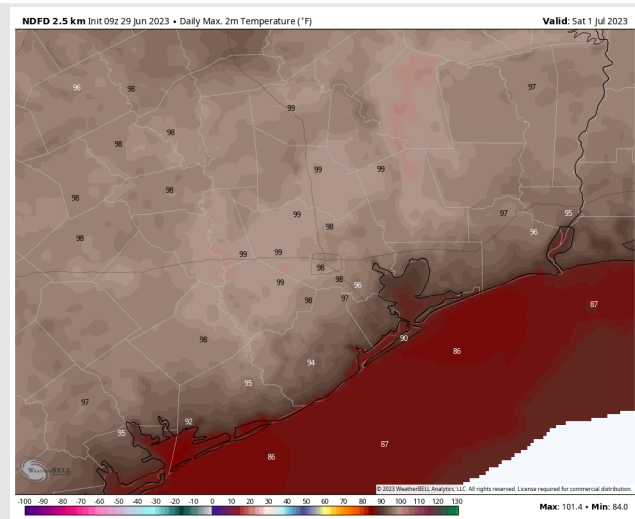 NDFD 2.5 km Init 09z 29 Jun 2023 • Daily Max. 2m Temperature (°F) Valid: Sat 1 Jul 2023
96 98 97
99
98
98
99 99
98 98
99 97 95
98 96
98
99 99
98
99 98 96
98 97 87
98 90
86
94
95
97
92
95 87
86
WEATHERBELL
© 2023 WEATHERBELL Analytics, LLC. All rights reserved. License required for commercial distribution.
-100 -90 -80 -70 -60 -50 -40 -30 -20 -10 0 10 20 30 40 50 60 70 80 90 100 110 120 130 Max: 101.4 • Min: 84.0